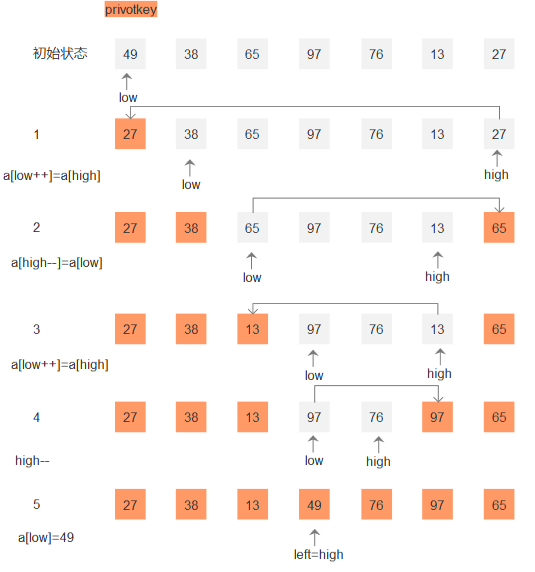 privotkey
初始状态 49 38 65 97 76 13 27
low
1 27 38 65 97 76 13 27
a[low++]=a[high] low high
2 27 38 65 97 76 13 65
a[high--]=a[low] low high
3 27 38 13 97 76 13 65
a[low++]=a[high] low high
4 27 38 13 97 76 97 65
high-- low high
5 27 38 13 49 76 97 65
a[low]=49
left=high